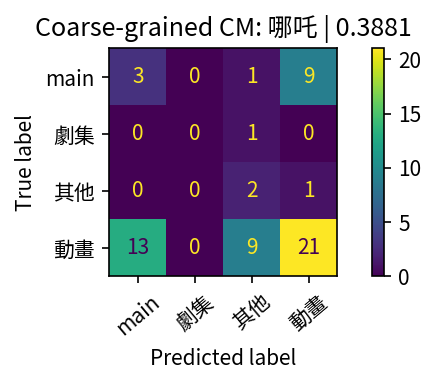 Coarse-grained CM: 哪吒 | 0.3881
main 3 0 1 9
劇集 0 0 1 0
其他 0 0 2 1
動畫 13 0 9 21
main 劇集 其他 動畫
True label
Predicted label
20
15
10
5
0